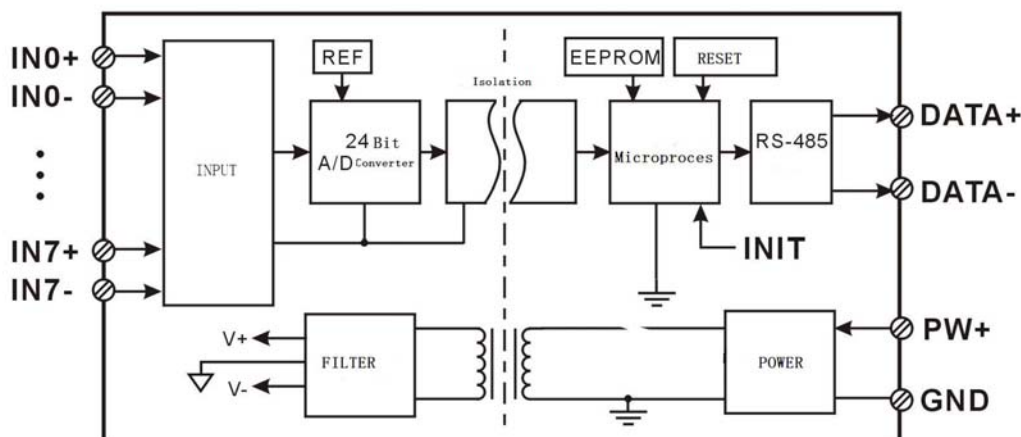 IN0+
IN0-
IN7+
IN7-
INPUT
REF
24 Bit
A/D Converter
Isolation
EEPROM
RESET
Microproces
RS-485
INIT
DATA+
DATA-
V+
V-
FILTER
POWER
PW+
GND